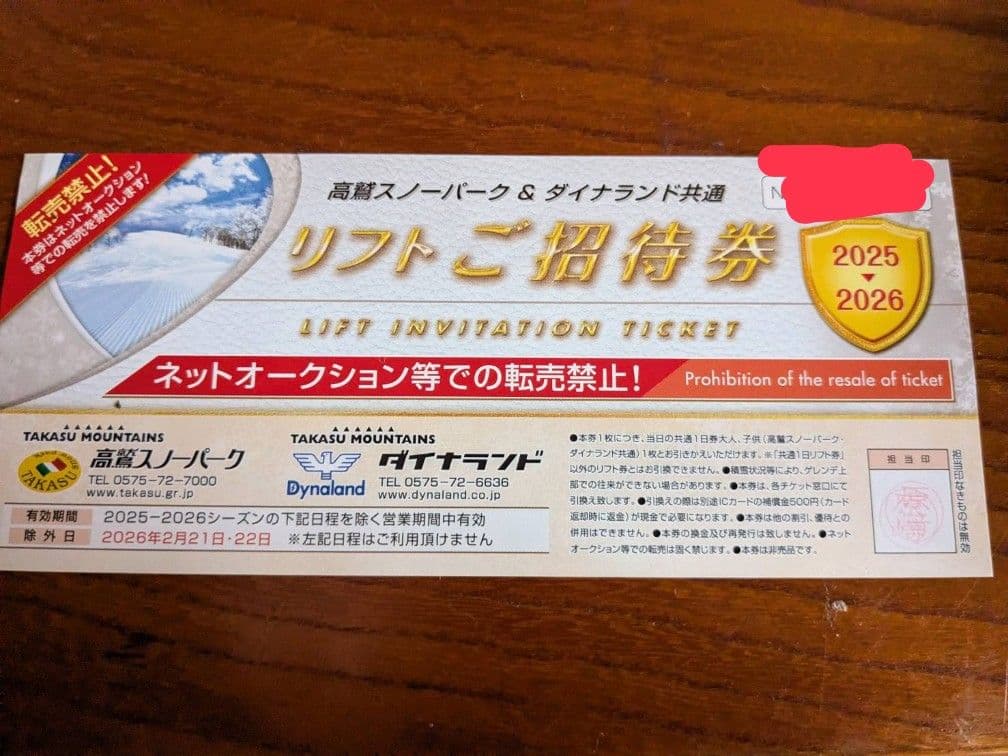 転売禁止!
本券はネットオークション
等での転売を禁止します!
高鷲スノーパーク & ダイナランド共通
N
リフトご招待券
LIFT INVITATION TICKET
2025
2026
ネットオークション等での転売禁止!
Prohibition of the resale of ticket
TAKASU MOUNTAINS
TAKASU
高鷲スノーパーク
TEL 0575-72-7000
www.takasu.gr.jp
TAKASU MOUNTAINS
Dynaland
ダイナランド
TEL 0575-72-6636
www.dynaland.co.jp
有効期間 2025-2026シーズンの下記日程を除く営業期間中有効
除外日 2026年2月21日・22日 ※左記日程はご利用頂けません
●本券1枚につき、当日の共通1日券大人、子供(高鷲スノーパーク・
ダイナランド共通)1枚とお引きかえいただけます。※「共通1日リフト券」
以外のリフト券とはお引換できません。●積雪状況等により、ゲレンデ上
部での往来ができない場合があります。●本券は、各チケット窓口にて
引換え致します。●引換えの際は別途ICカードの補償金500円(カード
返却時に返金)が現金で必要になります。●本券は他の割引、優待との
併用はできません。●本券の換金及び再発行は致しません。●ネット
オークション等での転売は固く禁じます。●本券は非売品です。
担当印
担当印なきものは無効